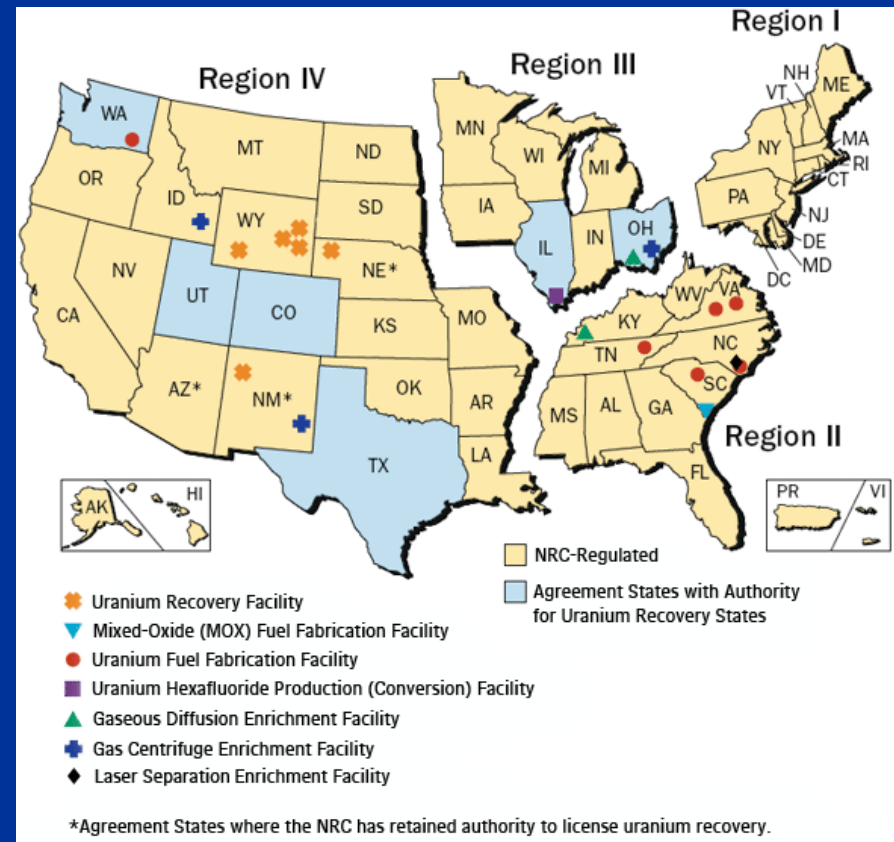 Region I
Region III
Region IV
NH
VT
ME
WA
MT
ND
MN
NY
MA
RI
CT
OR
ID
WI
MI
SD
WY
PA
IA
NJ
OH
DE
MD
DC
IL
IN
NE*
NV
UT
CO
CA
KS
MO
WV
VA
KY
NC
TN
AZ*
NM*
OK
AR
SC
MS
AL
GA
Region II
TX
LA
FL
AK
HI
PR
VI
NRC-Regulated
Agreement States with Authority
for Uranium Recovery States
Uranium Recovery Facility
Mixed-Oxide (MOX) Fuel Fabrication Facility
Uranium Fuel Fabrication Facility
Uranium Hexafluoride Production (Conversion) Facility
Gaseous Diffusion Enrichment Facility
Gas Centrifuge Enrichment Facility
Laser Separation Enrichment Facility
*Agreement States where the NRC has retained authority to license uranium recovery.